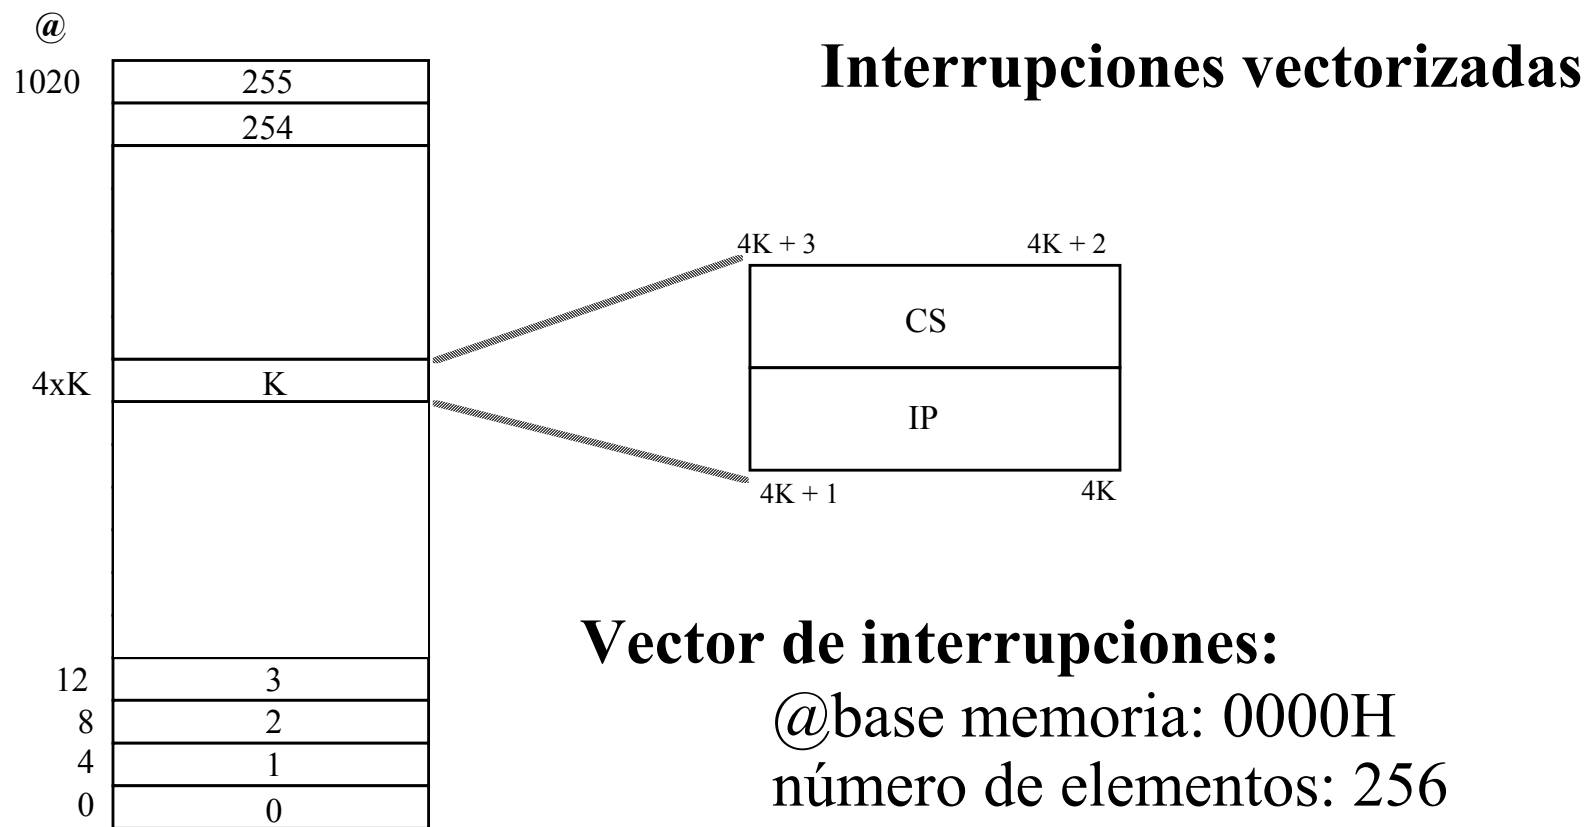 @
Interrupciones vectorizadas
1020 255
254
4K + 3 4K + 2
CS
4xK K
IP
4K + 1 4K
Vector de interrupciones:
12 3
@base memoria: 0000H
8 2
4 1
número de elementos: 256
0 0